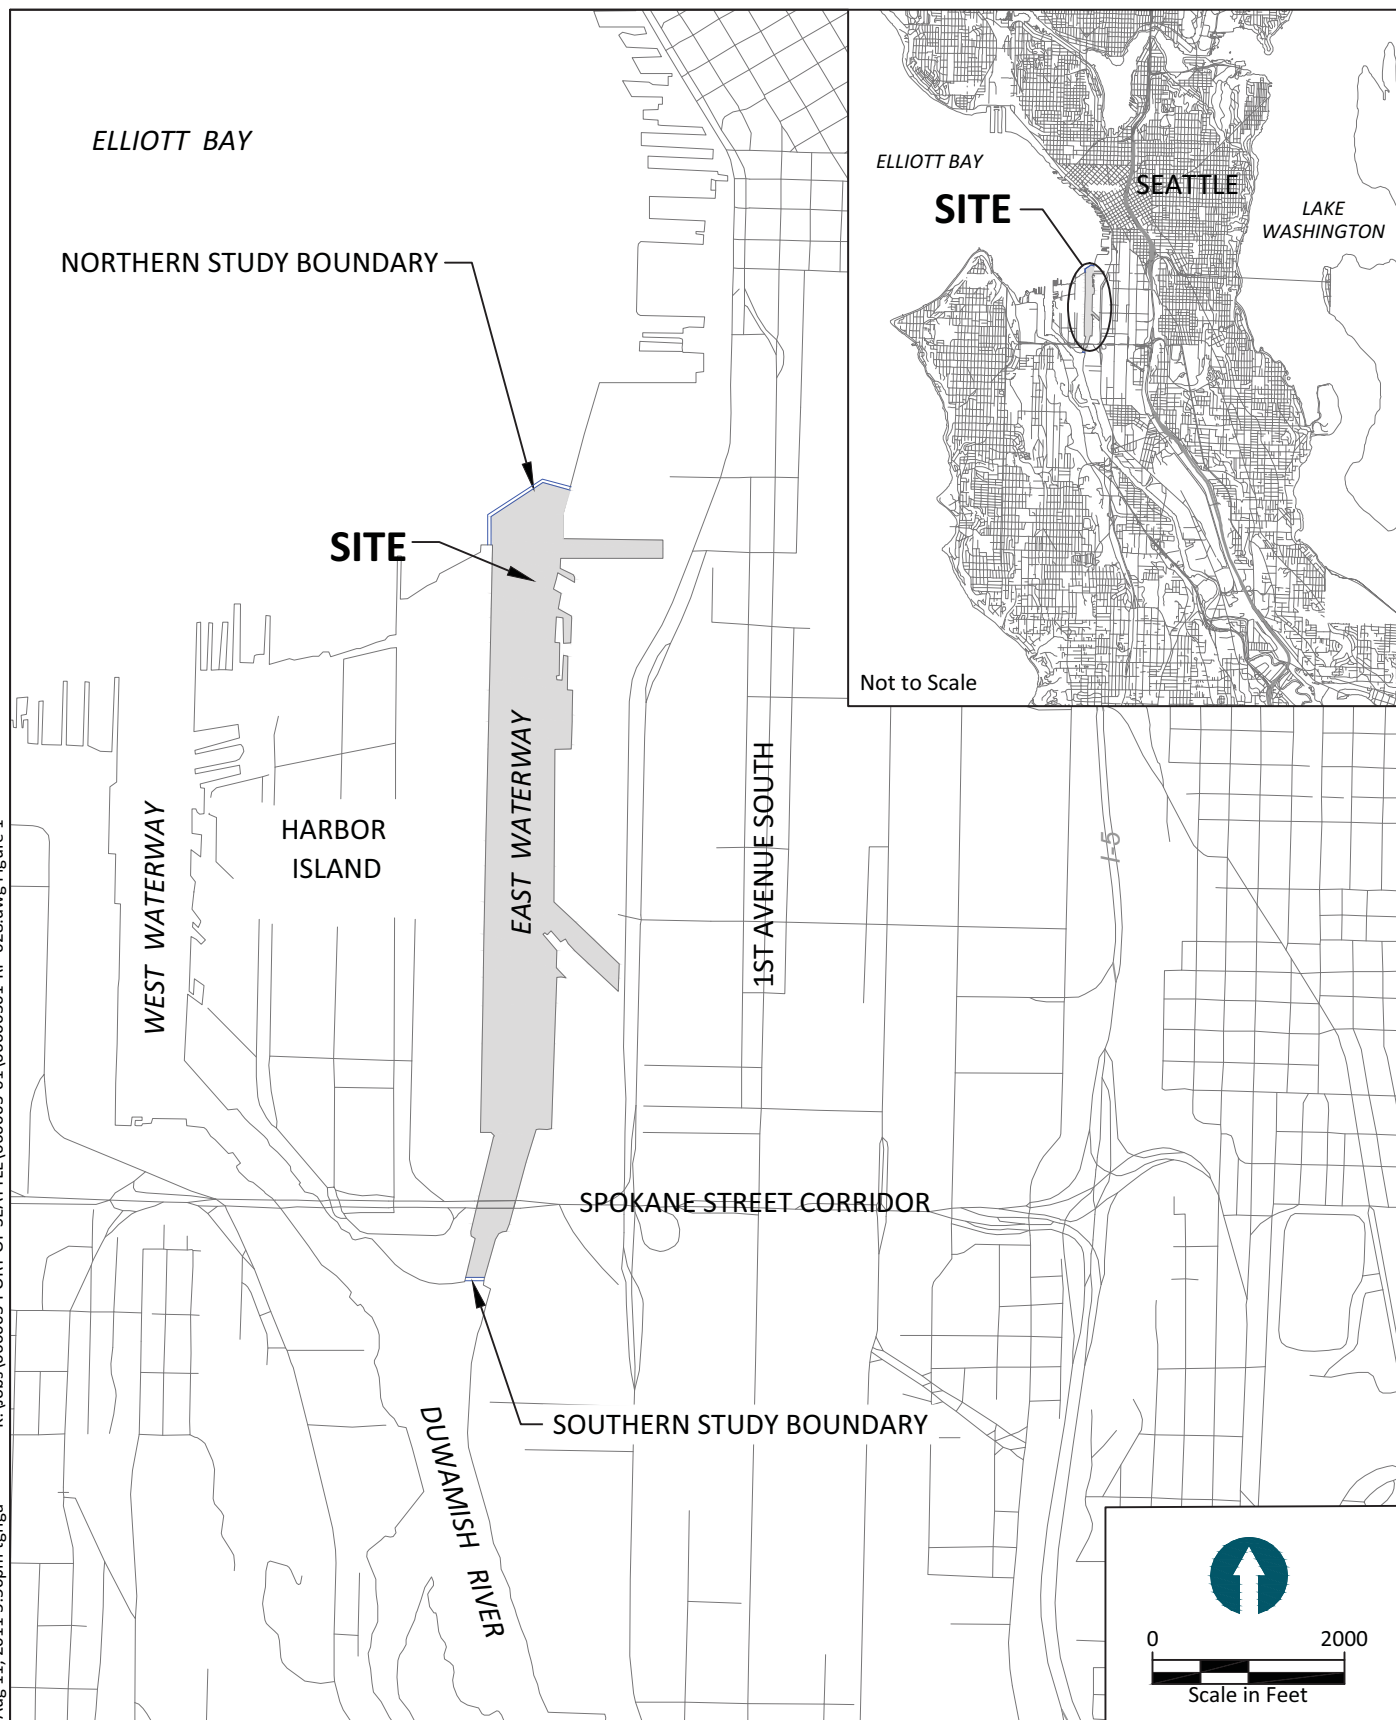 ELLIOTT BAY
NORTHERN STUDY BOUNDARY
SITE
HARBOR
ISLAND
WEST WATERWAY
EAST WATERWAY
1ST AVENUE SOUTH
I-5
SPOKANE STREET CORRIDOR
SOUTHERN STUDY BOUNDARY
DUWAMISH RIVER
ELLIOTT BAY
SEATTLE
SITE
LAKE
WASHINGTON
Not to Scale
0 2000
Scale in Feet